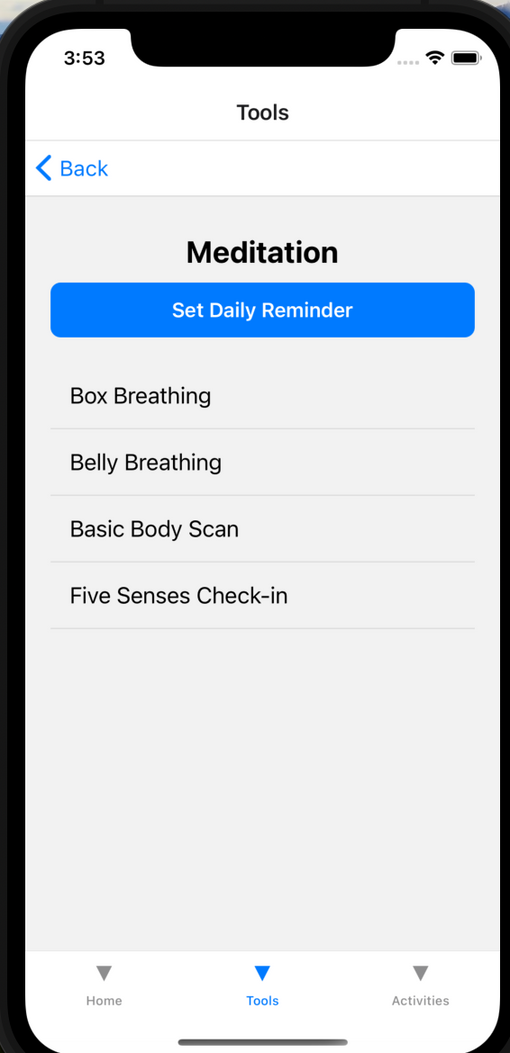 3:53
Tools
Back
Meditation
Set Daily Reminder
Box Breathing
Belly Breathing
Basic Body Scan
Five Senses Check-in
Home
Tools
Activities